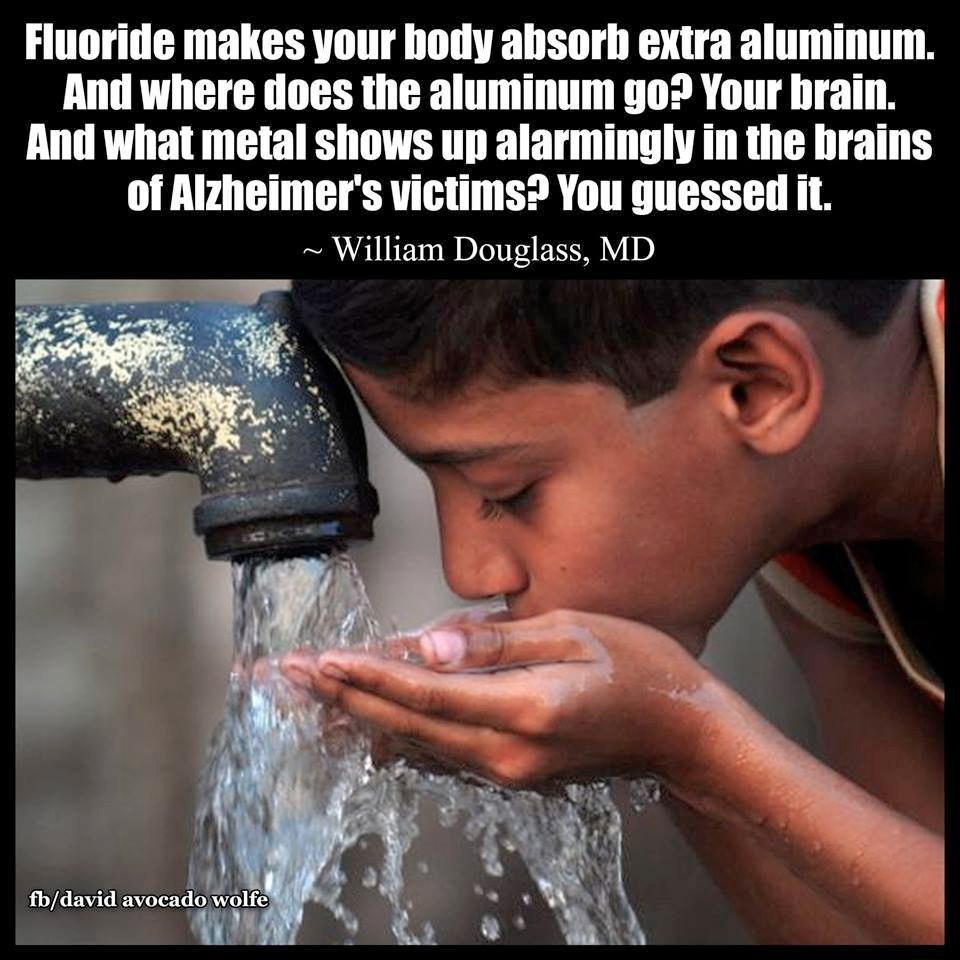 Fluoride makes your body absorb extra aluminum.
And where does the aluminum go? Your brain.
And what metal shows up alarmingly in the brains
of Alzheimer's victims? You guessed it.
~ William Douglass, MD
fb/david avocado wolfe